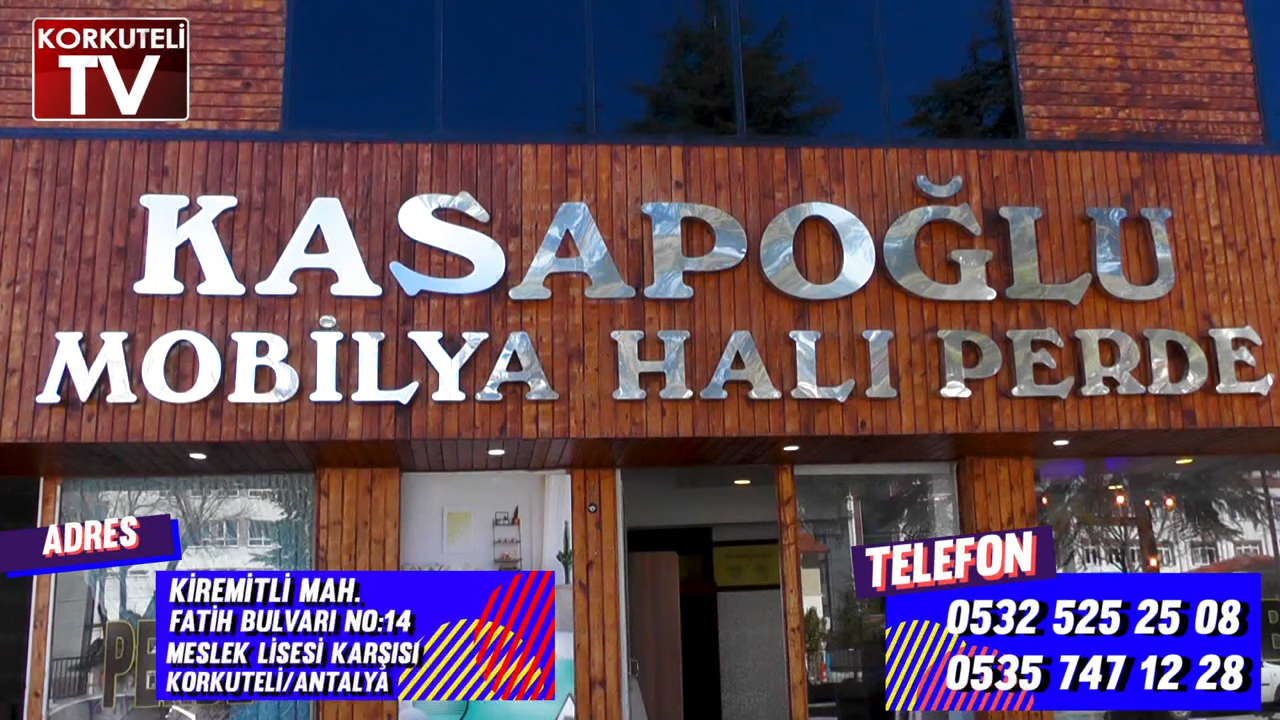 KORKUTELİ
TV
KASAPOĞLU
MOBİLYA HALI PERDE
ADRES
KİREMİTLİ MAH.
FATİH BULVARI NO:14
MESLEK LİSESİ KARŞISI
KORKUTELİ/ANTALYA
TELEFON
0532 525 25 08
0535 747 12 28